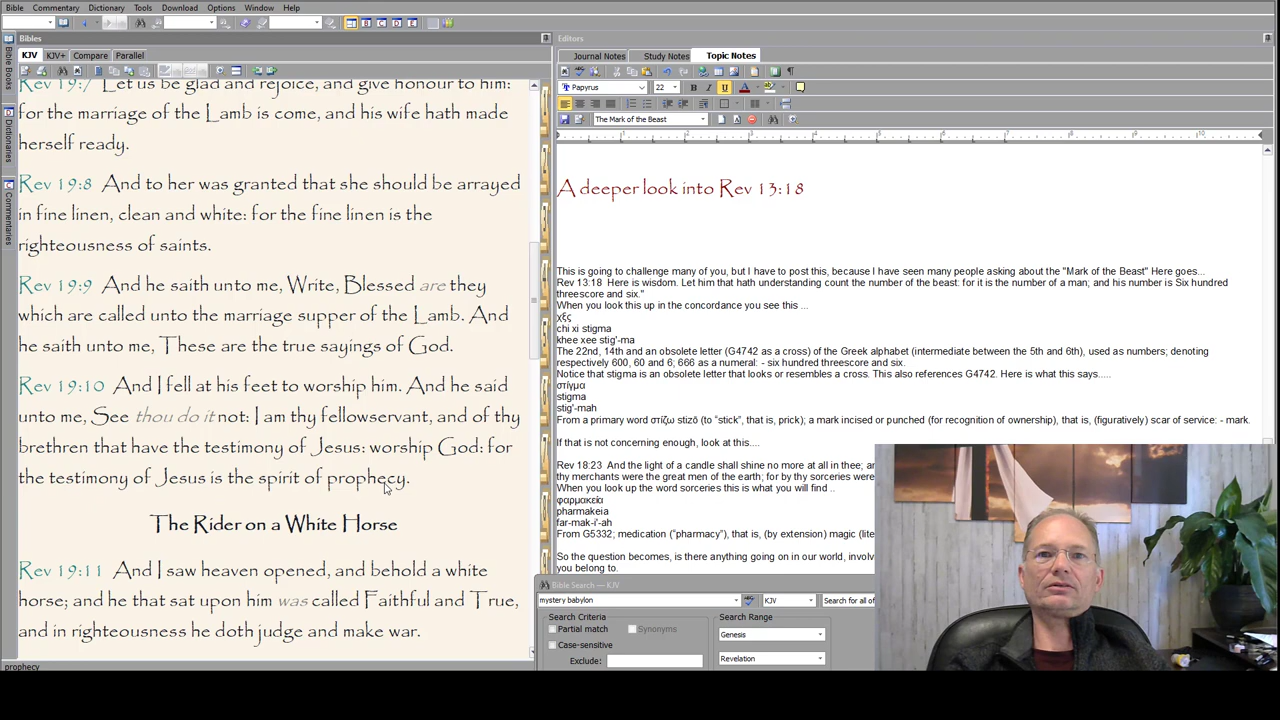 Bible Commentary Dictionary Tools Download Options Window Help
Bibles
KJV KJV+ Compare Parallel
Rev 19:7 Let us be glad and rejoice, and give honour to him:
for the marriage of the Lamb is come, and his wife hath made
herself ready.
Rev 19:8 And to her was granted that she should be arrayed
in fine linen, clean and white: for the fine linen is the
righteousness of saints.
Rev 19:9 And he saith unto me, Write, Blessed are they
which are called unto the marriage supper of the Lamb. And
he saith unto me, These are the true sayings of God.
Rev 19:10 And I fell at his feet to worship him. And he said
unto me, See thou do it not: I am thy fellowservant, and of thy
brethren that have the testimony of Jesus: worship God: for
the testimony of Jesus is the spirit of prophecy.
The Rider on a White Horse
Rev 19:11 And I saw heaven opened, and behold a white
horse; and he that sat upon him was called Faithful and True,
and in righteousness he doth judge and make war.
prophecy
Bible Books
Dictionaries
Commentaries
Editors
Journal Notes Study Notes Topic Notes
Papyrus 22 B I U A
The Mark of the Beast
1 2 3 4 5 6 7 8 9 10
A deeper look into Rev 13:18
This is going to challenge many of you, but I have to post this, because I have seen many people asking about the "Mark of the Beast" Here goes...
Rev 13:18 Here is wisdom. Let him that hath understanding count the number of the beast: for it is the number of a man; and his number is Six hundred
threescore and six."
When you look this up in the concordance you see this ...
χξς
chi xi stigma
khee xee stig'-ma
The 22nd, 14th and an obsolete letter (G4742 as a cross) of the Greek alphabet (intermediate between the 5th and 6th), used as numbers; denoting
respectively 600, 60 and 6; 666 as a numeral: - six hundred threescore and six.
Notice that stigma is an obsolete letter that looks or resembles a cross. This also references G4742. Here is what this says.....
στίγμα
stigma
stig'-mah
From a primary word στίζω stizō (to “stick”, that is, prick); a mark incised or punched (for recognition of ownership), that is, (figuratively) scar of service: - mark.
If that is not concerning enough, look at this....
Rev 18:23 And the light of a candle shall shine no more at all in thee;
thy merchants were the great men of the earth; for by thy sorceries were
When you look up the word sorceries this is what you will find ..
φαρμακεία
pharmakeia
far-mak-i'-ah
From G5332; medication (“pharmacy”), that is, (by extension) magic
So the question becomes, is there anything going on in our world,
you belong to.
Bible Search — KJV
mystery babylon KJV Search for all of
Search Criteria Search Range
Partial match Synonyms Genesis
Case-sensitive
Exclude: Revelation